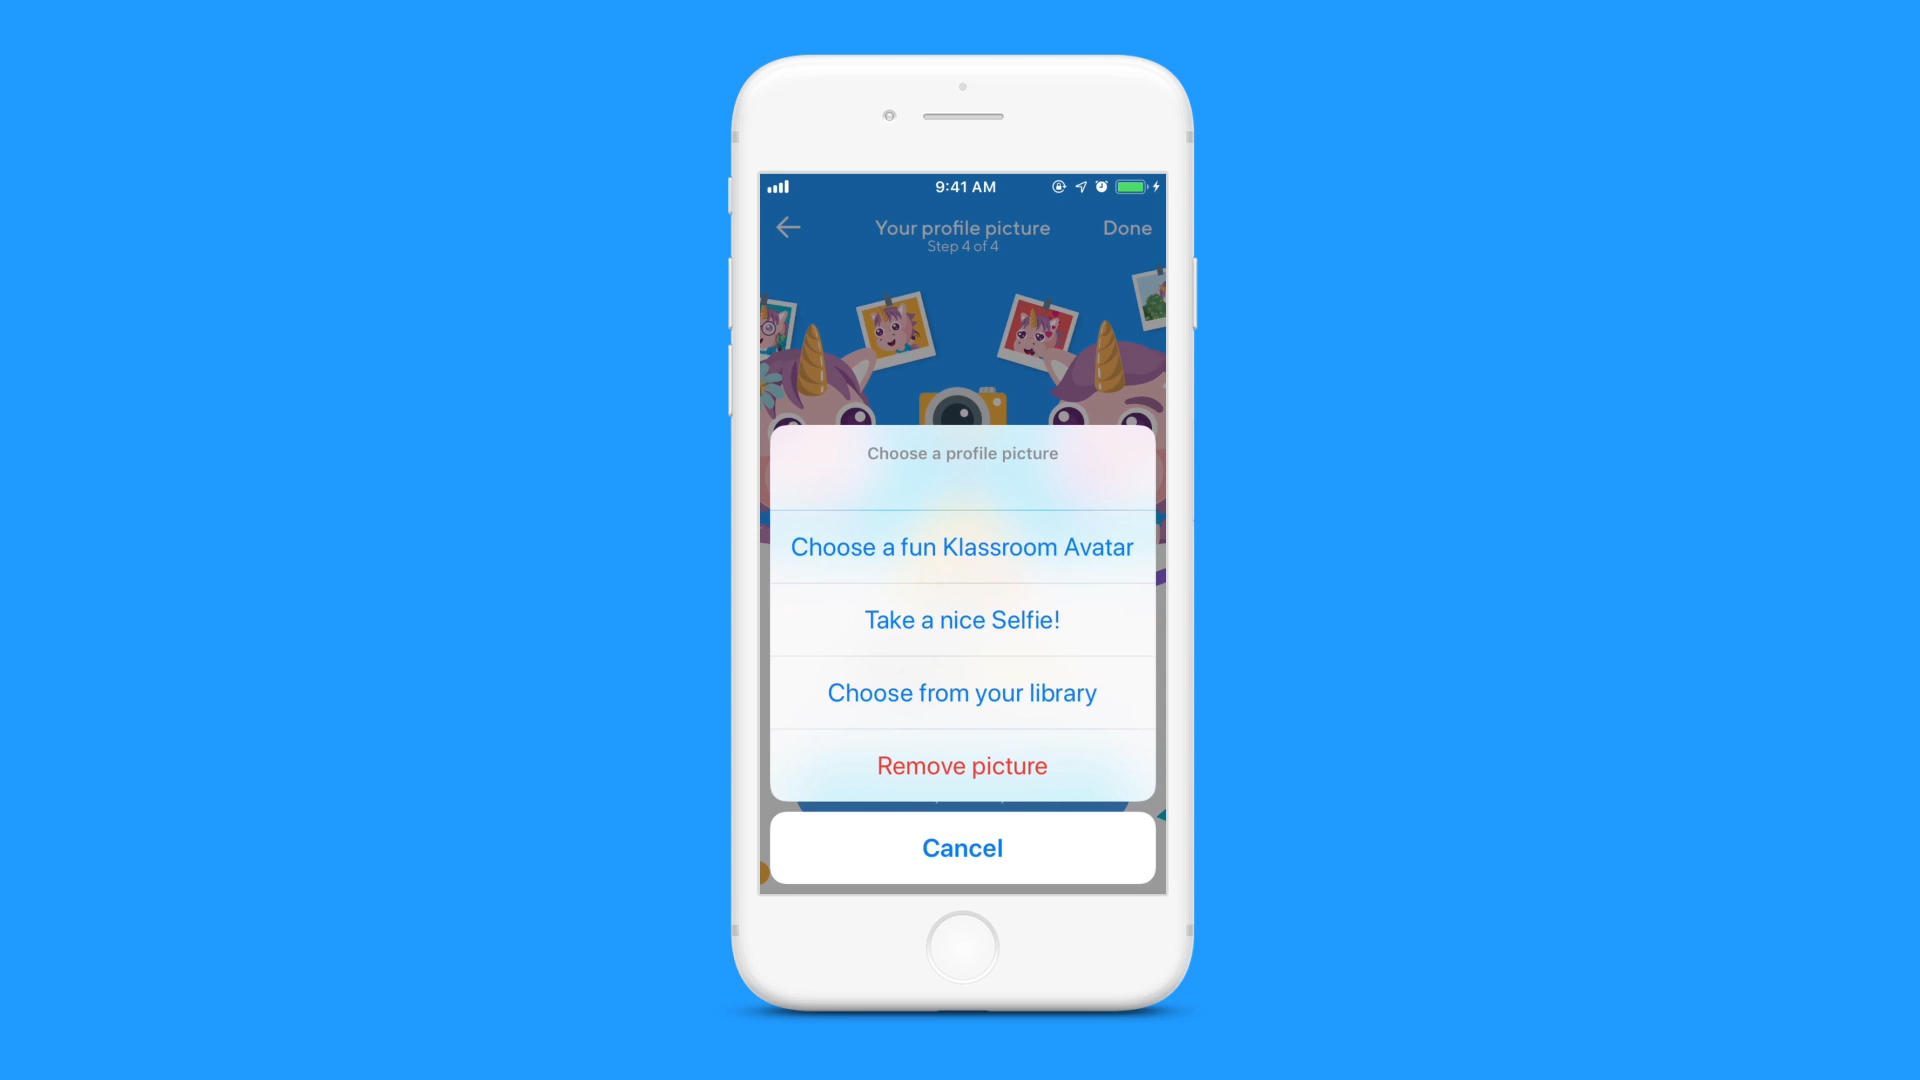 9:41 AM
Your profile picture
Done
Step 4 of 4
Choose a profile picture
Choose a fun Klassroom Avatar
Take a nice Selfie!
Choose from your library
Remove picture
Cancel